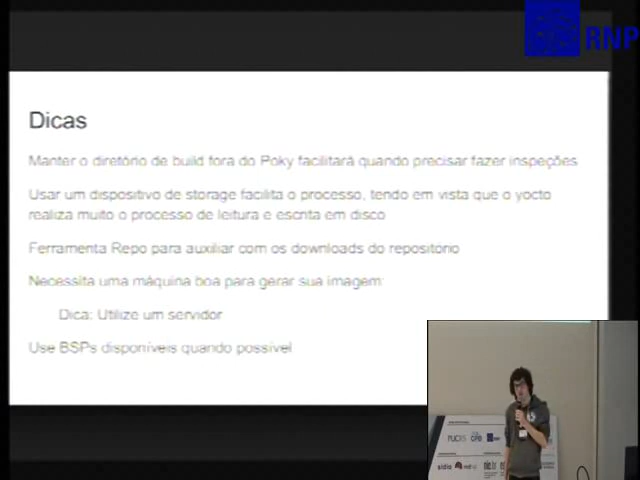 RNP
Dicas
Manter o diretório de build fora do Poky facilitará quando precisar fazer inspeções
Usar um dispositivo de storage facilita o processo, tendo em vista que o yocto
realiza muito o processo de leitura e escrita em disco
Ferramenta Repo para auxiliar com os downloads do repositório
Necessita uma máquina boa para gerar sua imagem:
Dica: Utilize um servidor
Use BSPs disponíveis quando possível